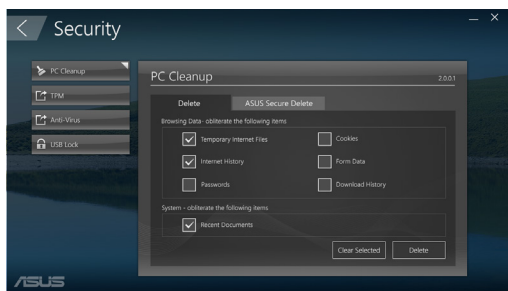 Security
PC Cleanup
TPM
Anti-Virus
USB Lock
PC Cleanup
2.0.0.1
Delete
ASUS Secure Delete
Browsing Data- obliterate the following items
Temporary Internet Files
Cookies
Internet History
Form Data
Passwords
Download History
System - obliterate the following items
Recent Documents
Clear Selected
Delete
ASUS